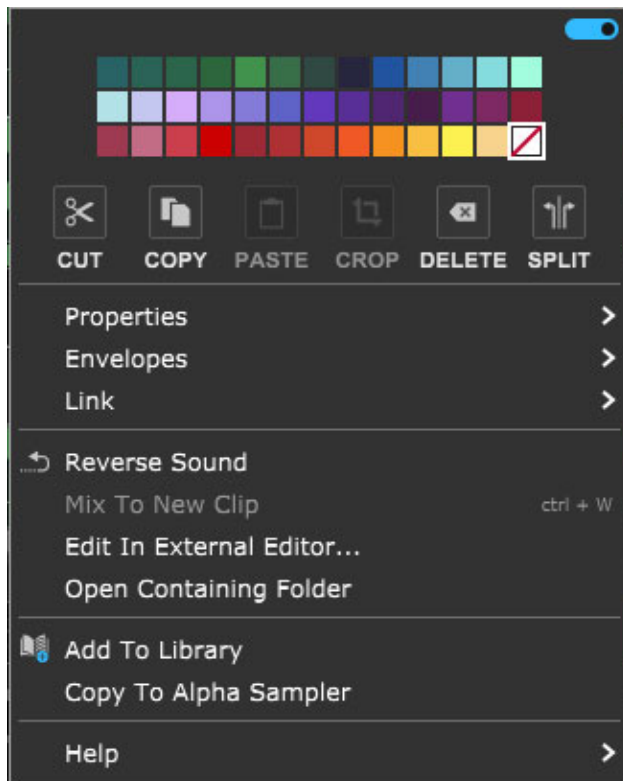 CUT COPY PASTE CROP DELETE SPLIT
Properties
Envelopes
Link
Reverse Sound
Mix To New Clip ctrl + W
Edit In External Editor...
Open Containing Folder
Add To Library
Copy To Alpha Sampler
Help